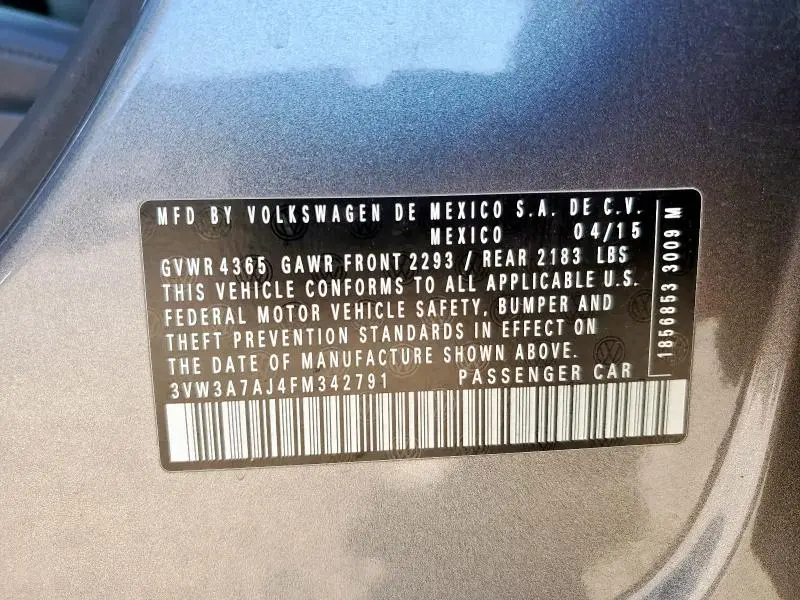 MFD BY VOLKSWAGEN DE MEXICO S.A. DE C.V.
MEXICO 04/15
GVWR 4365 GAWR FRONT 2293 / REAR 2183 LBS
THIS VEHICLE CONFORMS TO ALL APPLICABLE U.S.
FEDERAL MOTOR VEHICLE SAFETY, BUMPER AND
THEFT PREVENTION STANDARDS IN EFFECT ON
THE DATE OF MANUFACTURE SHOWN ABOVE.
3VW3A7AJ4FM342791 PASSENGER CAR
1856853 3009 M